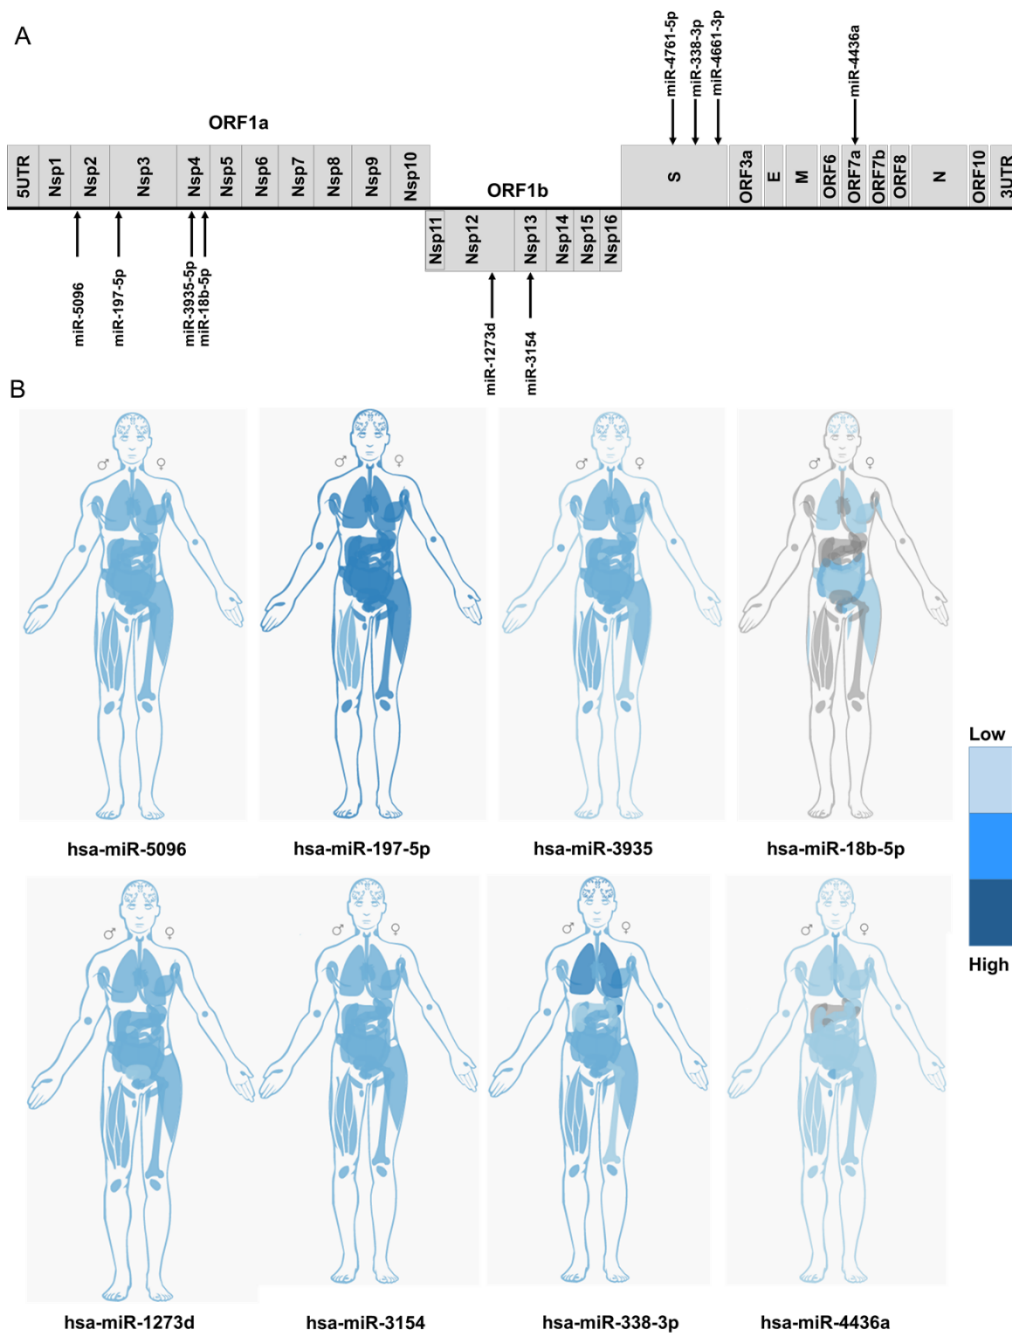 A
miR-4761-5p
miR-338-3p
miR-4661-3p
miR-4436a
ORF1a
5UTR
Nsp1
Nsp2
Nsp3
Nsp4
Nsp5
Nsp6
Nsp7
Nsp8
Nsp9
Nsp10
ORF1b
S
ORF3a
E
M
ORF6
ORF7a
ORF7b
ORF8
N
ORF10
3UTR
Nsp11
Nsp12
Nsp13
Nsp14
Nsp15
Nsp16
miR-5096
miR-197-5p
miR-3935-5p
miR-18b-5p
miR-1273d
miR-3154
B
♂ ♀
♂ ♀
♂ ♀
♂ ♀
Low
High
hsa-miR-5096
hsa-miR-197-5p
hsa-miR-3935
hsa-miR-18b-5p
♂ ♀
♂ ♀
♂ ♀
♂ ♀
hsa-miR-1273d
hsa-miR-3154
hsa-miR-338-3p
hsa-miR-4436a